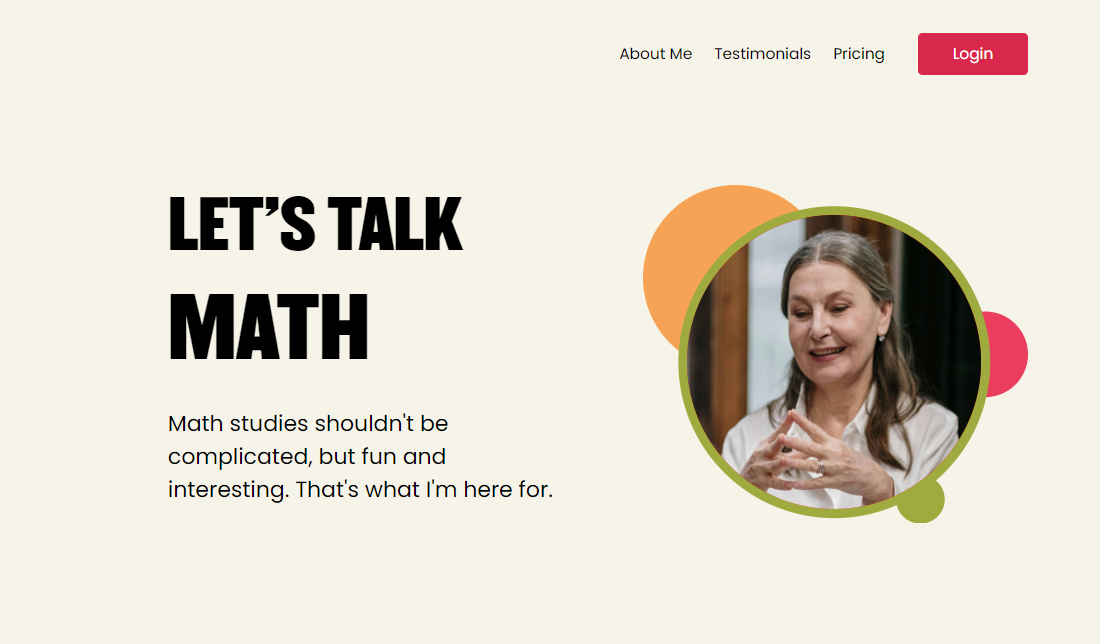 About Me Testimonials Pricing Login
LET’S TALK
MATH
Math studies shouldn't be
complicated, but fun and
interesting. That's what I'm here for.